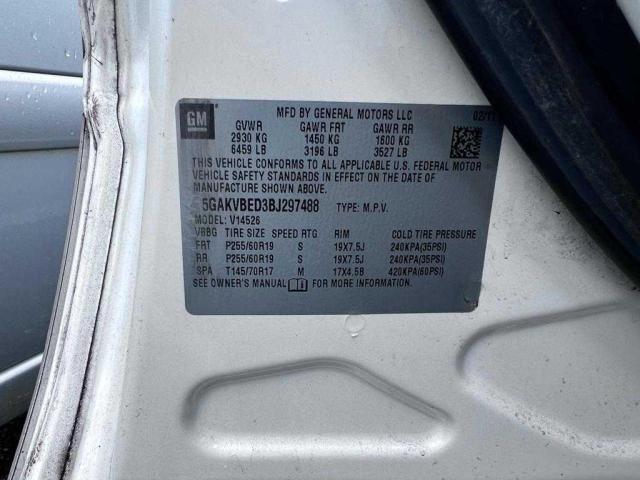 GM
MFD BY GENERAL MOTORS LLC 02/11
GVWR GAWR FRT GAWR RR
2930 KG 1450 KG 1600 KG
6459 LB 3196 LB 3527 LB
THIS VEHICLE CONFORMS TO ALL APPLICABLE U.S. FEDERAL MOTOR
VEHICLE SAFETY STANDARDS IN EFFECT ON THE DATE OF
MANUFACTURE SHOWN ABOVE.
5GAKVBED3BJ297488 TYPE: M.P.V.
MODEL: V14526
VBBG TIRE SIZE SPEED RTG RIM COLD TIRE PRESSURE
FRT P255/60R19 S 19X7.5J 240KPA(35PSI)
RR P255/60R19 S 19X7.5J 240KPA(35PSI)
SPA T145/70R17 M 17X4.5B 420KPA(60PSI)
SEE OWNER'S MANUAL FOR MORE INFORMATION.